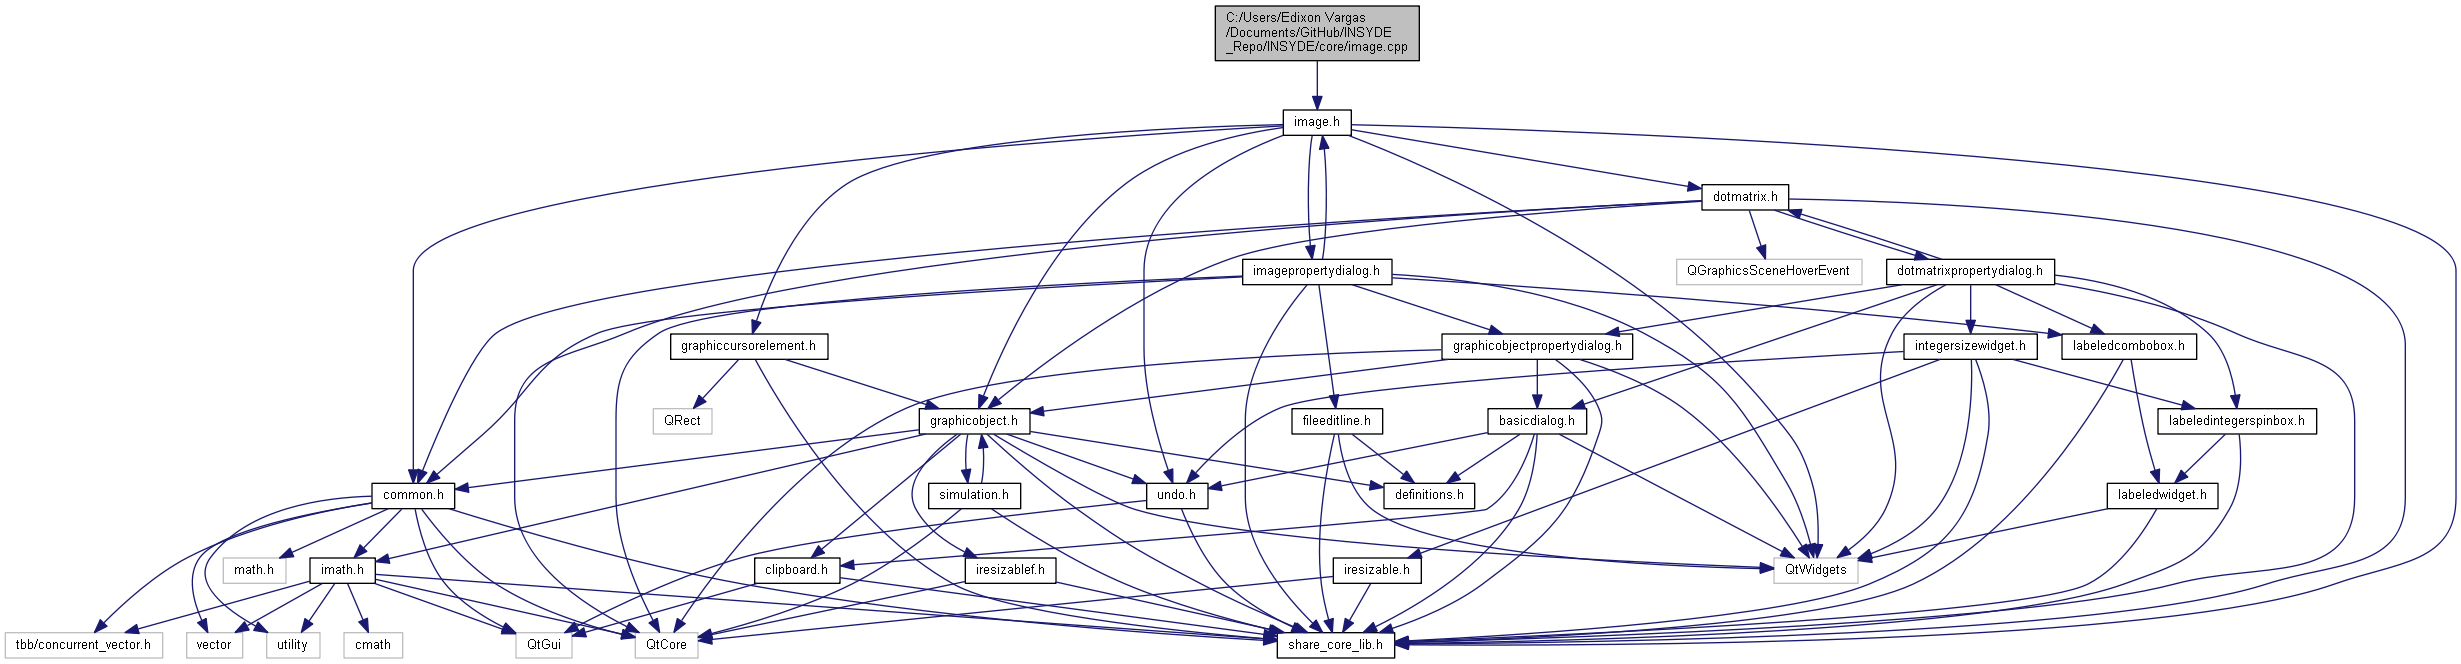 C:/Users/Edixon Vargas
/Documents/GitHub/INSYDE
_Repo/INSYDE/core/image.cpp
image.h
dotmatrix.h
imagepropertydialog.h
QGraphicsSceneHoverEvent
dotmatrixpropertydialog.h
graphiccursorelement.h
graphicobjectpropertydialog.h
integersizewidget.h
labeledcombobox.h
QRect
graphicobject.h
fileeditline.h
basicdialog.h
labeledintegerspinbox.h
common.h
simulation.h
undo.h
definitions.h
labeledwidget.h
math.h
imath.h
clipboard.h
iresizablef.h
iresizable.h
QtWidgets
tbb/concurrent_vector.h
vector
utility
cmath
QtGui
QtCore
share_core_lib.h